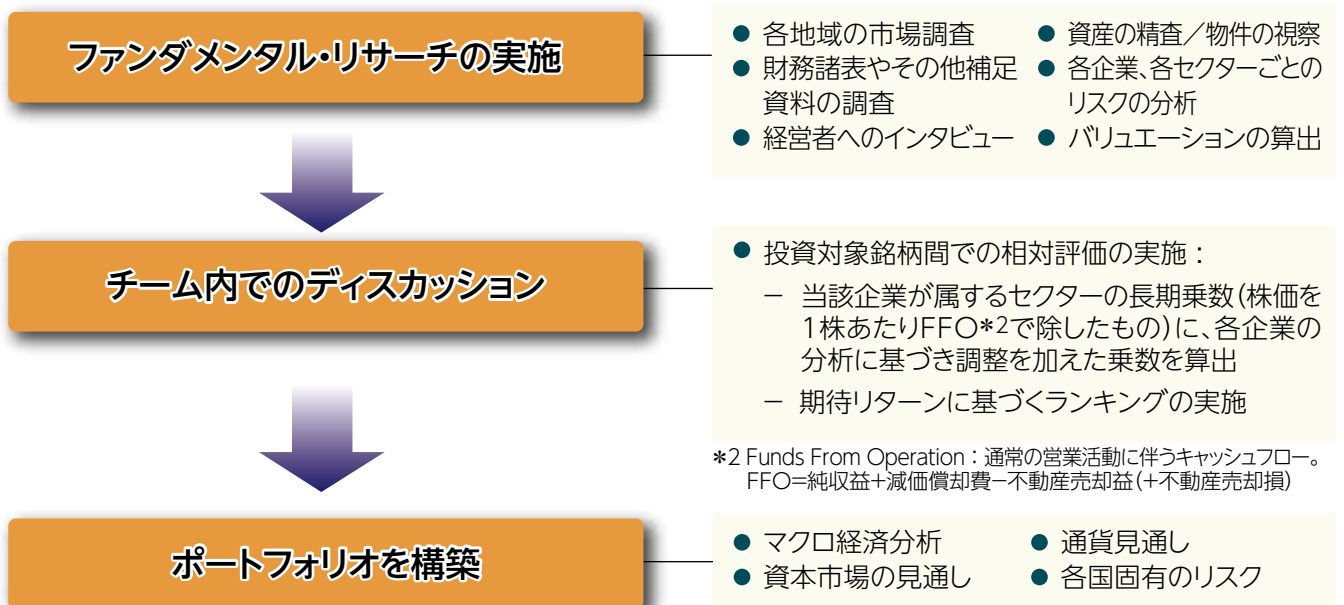 ファンダメンタル・リサーチの実施
● 各地域の市場調査
● 財務諸表やその他補足
資料の調査
● 経営者へのインタビュー
● 資産の精査／物件の視察
● 各企業、各セクターごとの
リスクの分析
● バリュエーションの算出
チーム内でのディスカッション
● 投資対象銘柄間での相対評価の実施：
− 当該企業が属するセクターの長期乗数(株価を
1株あたりFFO*2で除したもの)に、各企業の
分析に基づき調整を加えた乗数を算出
− 期待リターンに基づくランキングの実施
*2 Funds From Operation：通常の営業活動に伴うキャッシュフロー。
FFO=純収益+減価償却費−不動産売却益(+不動産売却損)
ポートフォリオを構築
● マクロ経済分析
● 資本市場の見通し
● 通貨見通し
● 各国固有のリスク